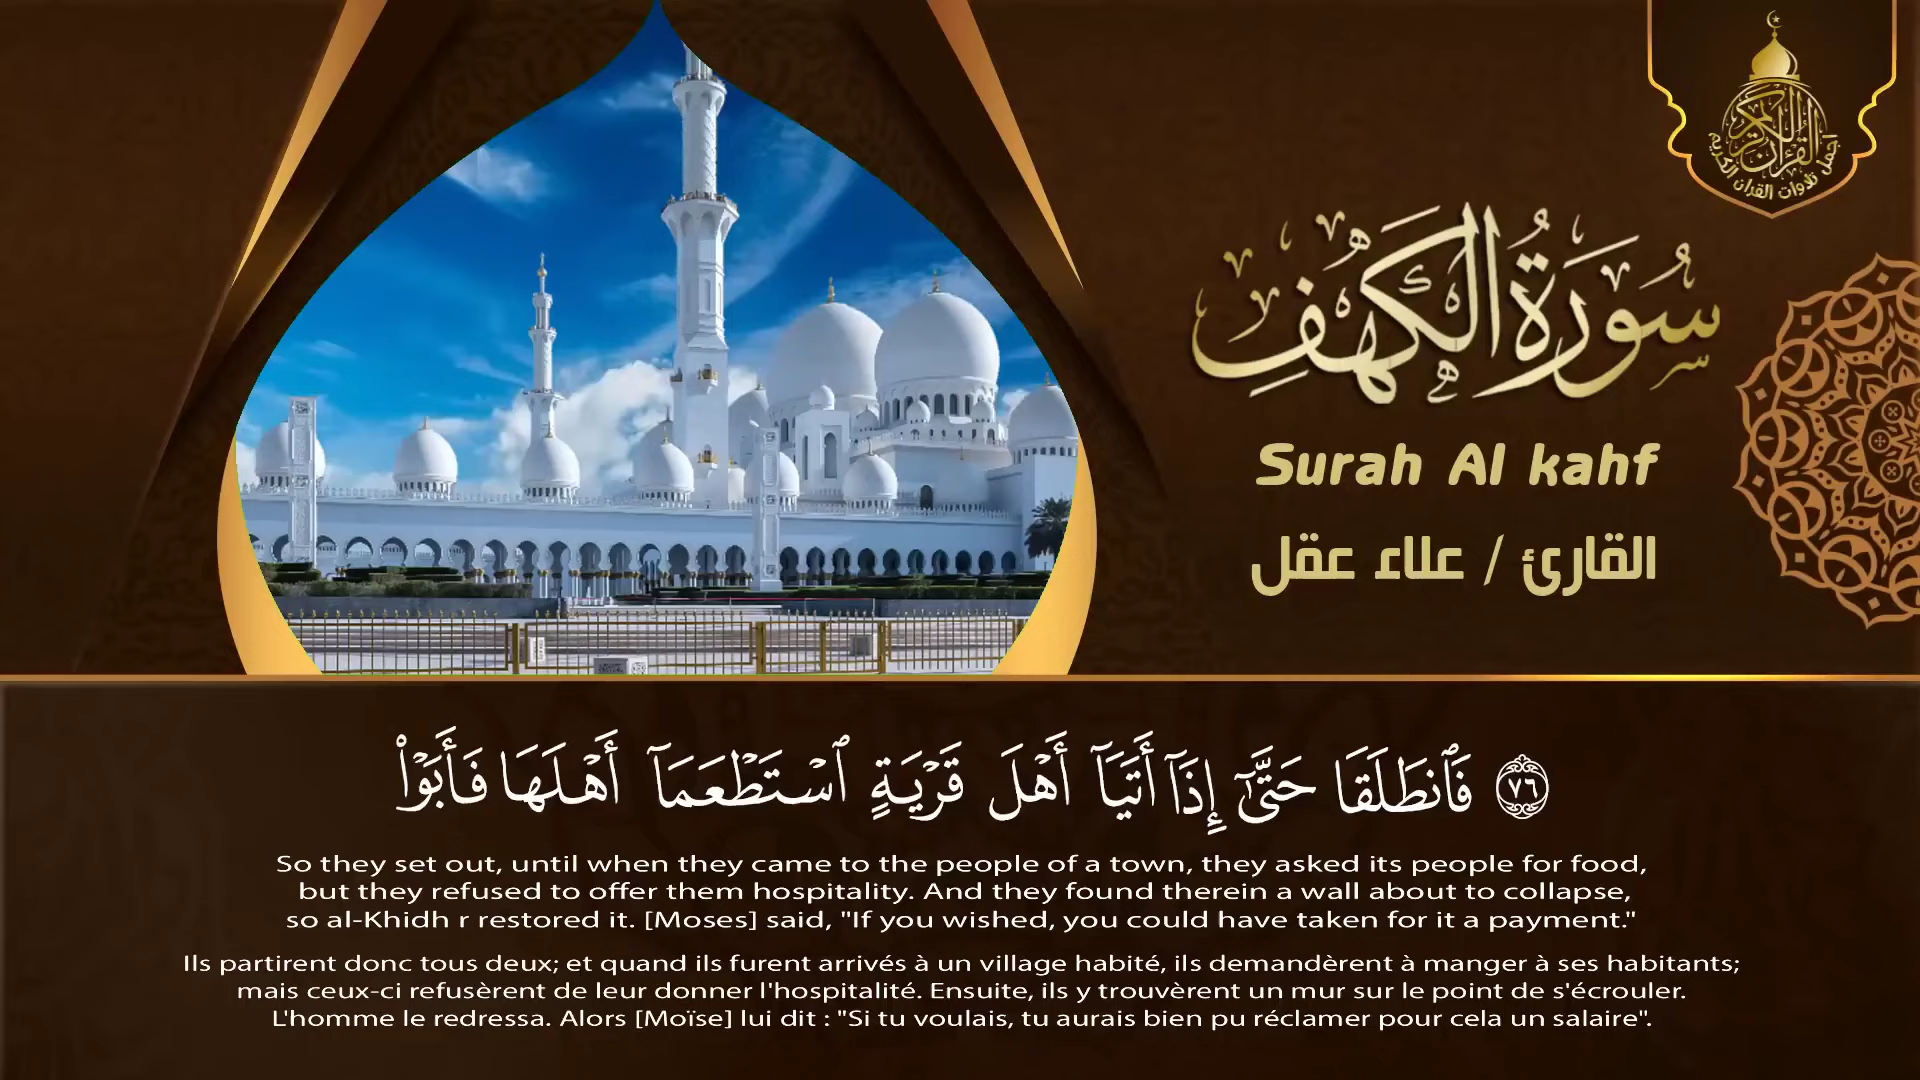 القرآن الكريم
أجمل تلاوات القران الكريم
سُورَةُ الكَهْفِ
Surah Al kahf
القارئ / علاء عقل
٧٦ فَٱنطَلَقَا حَتَّىٰٓ إِذَآ أَتَيَآ أَهْلَ قَرْيَةٍ ٱسْتَطْعَمَآ أَهْلَهَا فَأَبَوْا۟
So they set out, until when they came to the people of a town, they asked its people for food,
but they refused to offer them hospitality. And they found therein a wall about to collapse,
so al-Khidh r restored it. [Moses] said, "If you wished, you could have taken for it a payment."
Ils partirent donc tous deux; et quand ils furent arrivés à un village habité, ils demandèrent à manger à ses habitants;
mais ceux-ci refusèrent de leur donner l'hospitalité. Ensuite, ils y trouvèrent un mur sur le point de s'écrouler.
L'homme le redressa. Alors [Moïse] lui dit : "Si tu voulais, tu aurais bien pu réclamer pour cela un salaire".